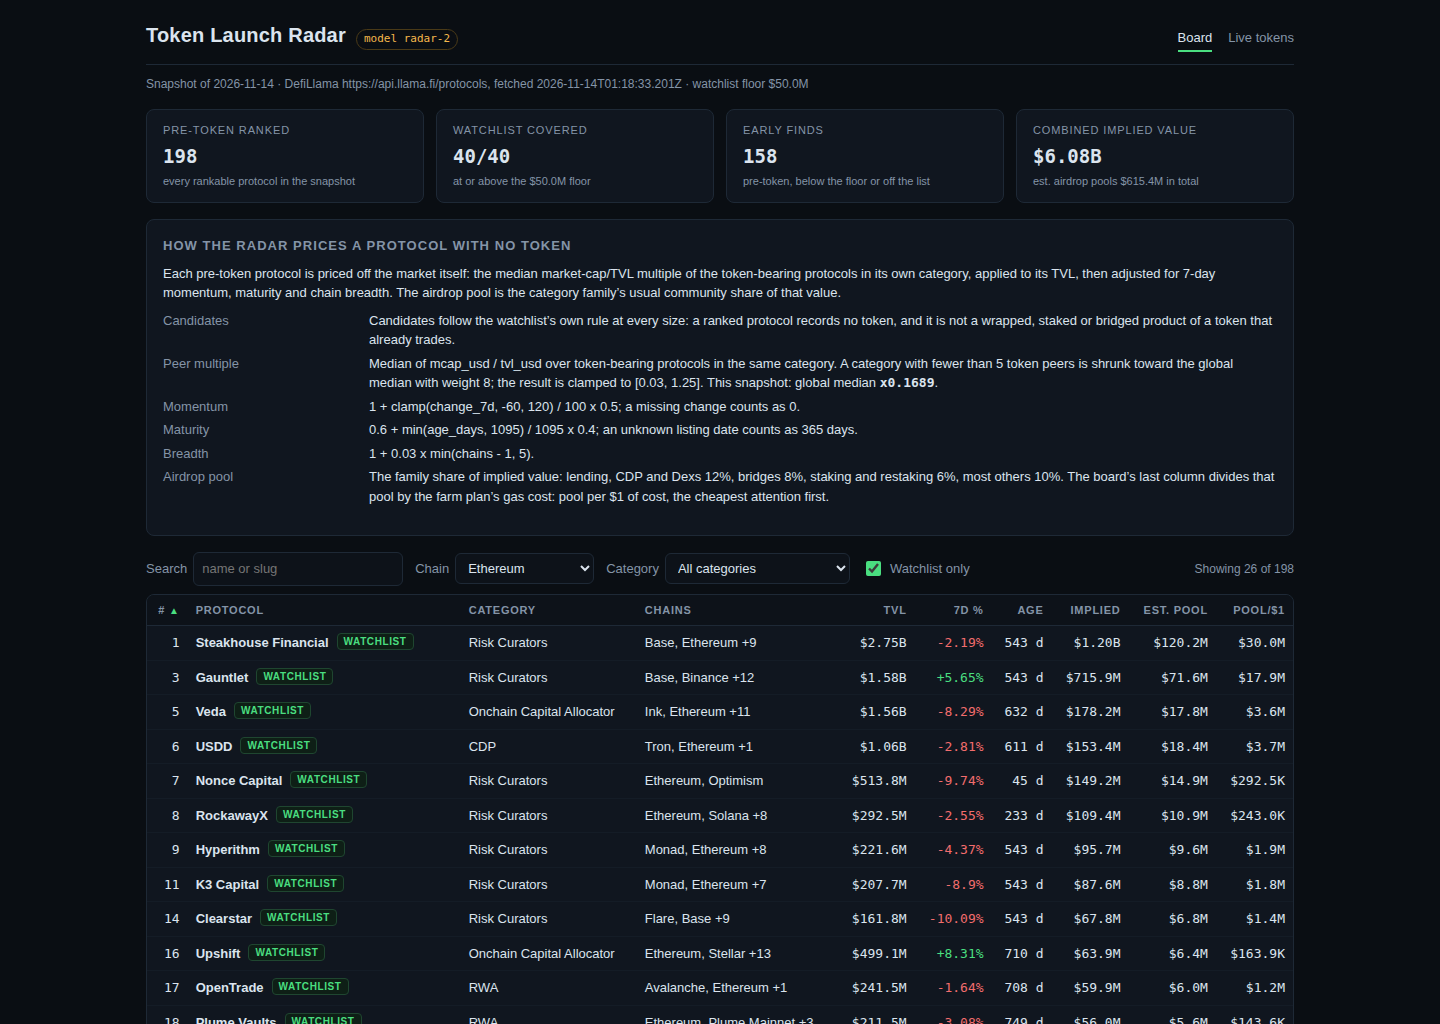 Token Launch Radar model radar-2 Board Live tokens
Snapshot of 2026-11-14 · DefiLlama https://api.llama.fi/protocols, fetched 2026-11-14T01:18:33.201Z · watchlist floor $50.0M
PRE-TOKEN RANKED WATCHLIST COVERED EARLY FINDS COMBINED IMPLIED VALUE
198 40/40 158 $6.08B
every rankable protocol in the snapshot at or above the $50.0M floor pre-token, below the floor or off the list est. airdrop pools $615.4M in total
HOW THE RADAR PRICES A PROTOCOL WITH NO TOKEN
Each pre-token protocol is priced off the market itself: the median market-cap/TVL multiple of the token-bearing protocols in its own category, applied to its TVL, then adjusted for 7-day
momentum, maturity and chain breadth. The airdrop pool is the category family’s usual community share of that value.
Candidates Candidates follow the watchlist’s own rule at every size: a ranked protocol records no token, and it is not a wrapped, staked or bridged product of a token that
already trades.
Peer multiple Median of mcap_usd / tvl_usd over token-bearing protocols in the same category. A category with fewer than 5 token peers is shrunk toward the global
median with weight 8; the result is clamped to [0.03, 1.25]. This snapshot: global median x0.1689.
Momentum 1 + clamp(change_7d, -60, 120) / 100 x 0.5; a missing change counts as 0.
Maturity 0.6 + min(age_days, 1095) / 1095 x 0.4; an unknown listing date counts as 365 days.
Breadth 1 + 0.03 x min(chains - 1, 5).
Airdrop pool The family share of implied value: lending, CDP and Dexs 12%, bridges 8%, staking and restaking 6%, most others 10%. The board’s last column divides that
pool by the farm plan’s gas cost: pool per $1 of cost, the cheapest attention first.
Search name or slug Chain Ethereum Category All categories Watchlist only Showing 26 of 198
# ▲ PROTOCOL CATEGORY CHAINS TVL 7D % AGE IMPLIED EST. POOL POOL/$1
1 Steakhouse Financial WATCHLIST Risk Curators Base, Ethereum +9 $2.75B -2.19% 543 d $1.20B $120.2M $30.0M
3 Gauntlet WATCHLIST Risk Curators Base, Binance +12 $1.58B +5.65% 543 d $715.9M $71.6M $17.9M
5 Veda WATCHLIST Onchain Capital Allocator Ink, Ethereum +11 $1.56B -8.29% 632 d $178.2M $17.8M $3.6M
6 USDD WATCHLIST CDP Tron, Ethereum +1 $1.06B -2.81% 611 d $153.4M $18.4M $3.7M
7 Nonce Capital WATCHLIST Risk Curators Ethereum, Optimism $513.8M -9.74% 45 d $149.2M $14.9M $292.5K
8 RockawayX WATCHLIST Risk Curators Ethereum, Solana +8 $292.5M -2.55% 233 d $109.4M $10.9M $243.0K
9 Hyperithm WATCHLIST Risk Curators Monad, Ethereum +8 $221.6M -4.37% 543 d $95.7M $9.6M $1.9M
11 K3 Capital WATCHLIST Risk Curators Monad, Ethereum +7 $207.7M -8.9% 543 d $87.6M $8.8M $1.8M
14 Clearstar WATCHLIST Risk Curators Flare, Base +9 $161.8M -10.09% 543 d $67.8M $6.8M $1.4M
16 Upshift WATCHLIST Onchain Capital Allocator Ethereum, Stellar +13 $499.1M +8.31% 710 d $63.9M $6.4M $163.9K
17 OpenTrade WATCHLIST RWA Avalanche, Ethereum +1 $241.5M -1.64% 708 d $59.9M $6.0M $1.2M
18 Plume Vaults WATCHLIST RWA Ethereum, Plume Mainnet +3 $211.5M -3.08% 749 d $56.0M $5.6M $143.6K